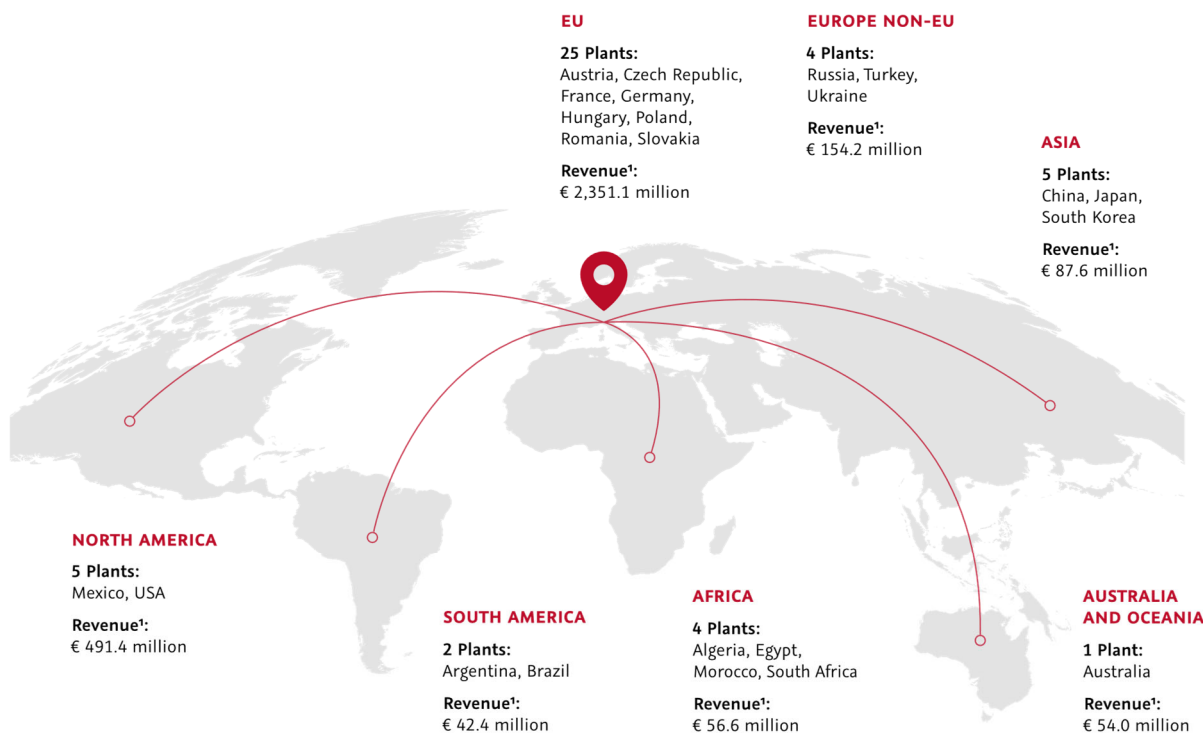 EU
25 Plants:
Austria, Czech Republic,
France, Germany,
Hungary, Poland,
Romania, Slovakia
Revenue¹:
€ 2,351.1 million
EUROPE NON-EU
4 Plants:
Russia, Turkey,
Ukraine
Revenue¹:
€ 154.2 million
ASIA
5 Plants:
China, Japan,
South Korea
Revenue¹:
€ 87.6 million
NORTH AMERICA
5 Plants:
Mexico, USA
Revenue¹:
€ 491.4 million
SOUTH AMERICA
2 Plants:
Argentina, Brazil
Revenue¹:
€ 42.4 million
AFRICA
4 Plants:
Algeria, Egypt,
Morocco, South Africa
Revenue¹:
€ 56.6 million
AUSTRALIA
AND OCEANIA
1 Plant:
Australia
Revenue¹:
€ 54.0 million